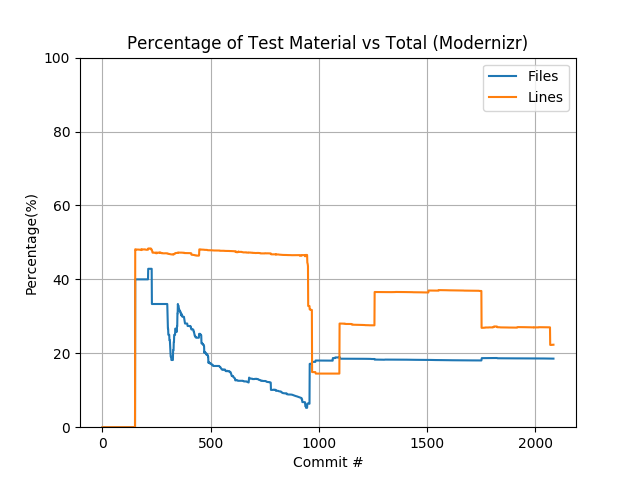 Percentage of Test Material vs Total (Modernizr)
Files
Lines
100
80
60
40
20
0
Percentage(%)
0 500 1000 1500 2000
Commit #